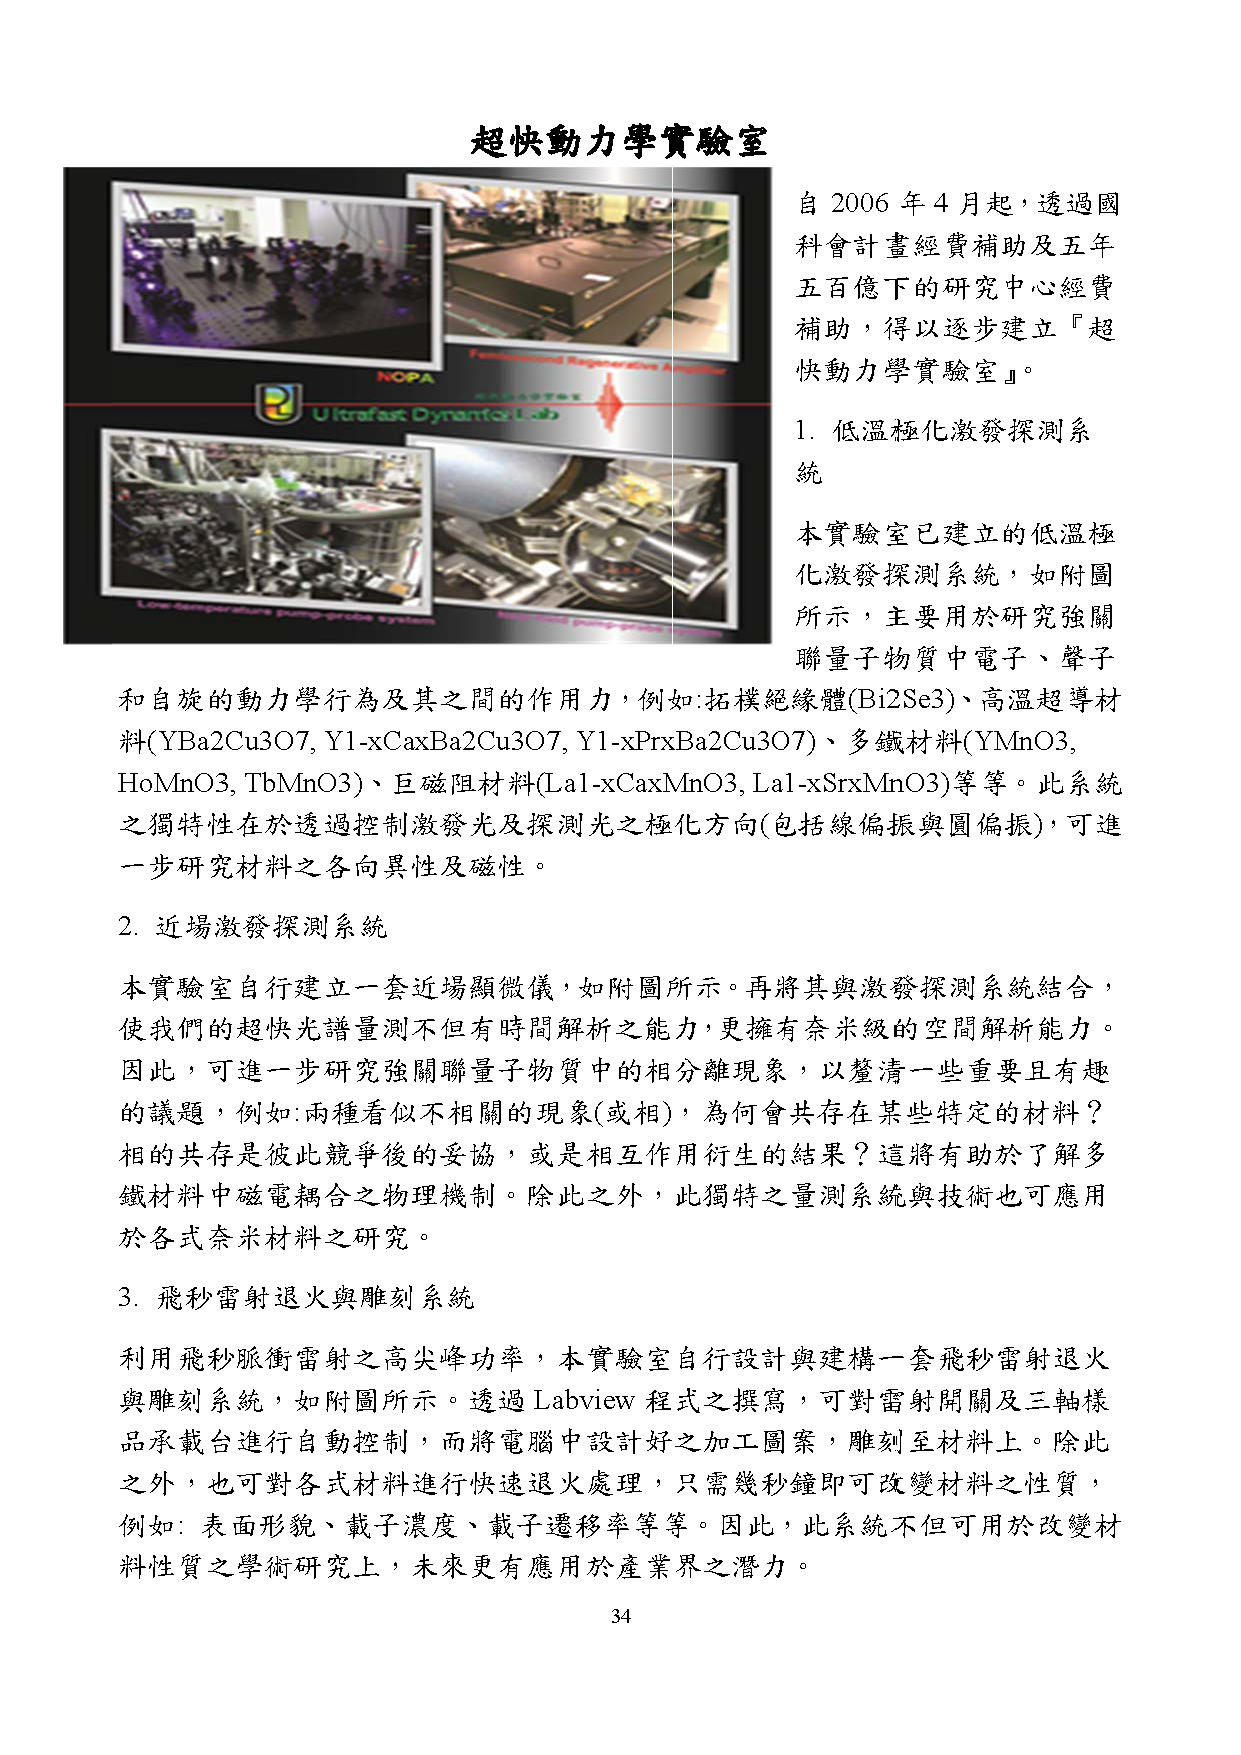 超快動力學實驗室
NOPA
Femtosecond Regenerative Amplifier
Ultrafast Dynamics Lab
Low-temperature pump-probe system
Near-field pump-probe system
自 2006 年 4 月起，透過國
科會計畫經費補助及五年
五百億下的研究中心經費
補助，得以逐步建立『超
快動力學實驗室』。
1. 低溫極化激發探測系
統
本實驗室已建立的低溫極
化激發探測系統，如附圖
所示，主要用於研究強關
聯量子物質中電子、聲子
和自旋的動力學行為及其之間的作用力，例如:拓樸絕緣體(Bi2Se3)、高溫超導材
料(YBa2Cu3O7, Y1-xCaxBa2Cu3O7, Y1-xPrxBa2Cu3O7)、多鐵材料(YMnO3,
HoMnO3, TbMnO3)、巨磁阻材料(La1-xCaxMnO3, La1-xSrxMnO3)等等。此系統
之獨特性在於透過控制激發光及探測光之極化方向(包括線偏振與圓偏振)，可進
一步研究材料之各向異性及磁性。
2. 近場激發探測系統
本實驗室自行建立一套近場顯微儀，如附圖所示。再將其與激發探測系統結合，
使我們的超快光譜量測不但有時間解析之能力，更擁有奈米級的空間解析能力。
因此，可進一步研究強關聯量子物質中的相分離現象，以釐清一些重要且有趣
的議題，例如:兩種看似不相關的現象(或相)，為何會共存在某些特定的材料？
相的共存是彼此競爭後的妥協，或是相互作用衍生的結果？這將有助於了解多
鐵材料中磁電耦合之物理機制。除此之外，此獨特之量測系統與技術也可應用
於各式奈米材料之研究。
3. 飛秒雷射退火與雕刻系統
利用飛秒脈衝雷射之高尖峰功率，本實驗室自行設計與建構一套飛秒雷射退火
與雕刻系統，如附圖所示。透過 Labview 程式之撰寫，可對雷射開關及三軸樣
品承載台進行自動控制，而將電腦中設計好之加工圖案，雕刻至材料上。除此
之外，也可對各式材料進行快速退火處理，只需幾秒鐘即可改變材料之性質，
例如: 表面形貌、載子濃度、載子遷移率等等。因此，此系統不但可用於改變材
料性質之學術研究上，未來更有應用於產業界之潛力。
34